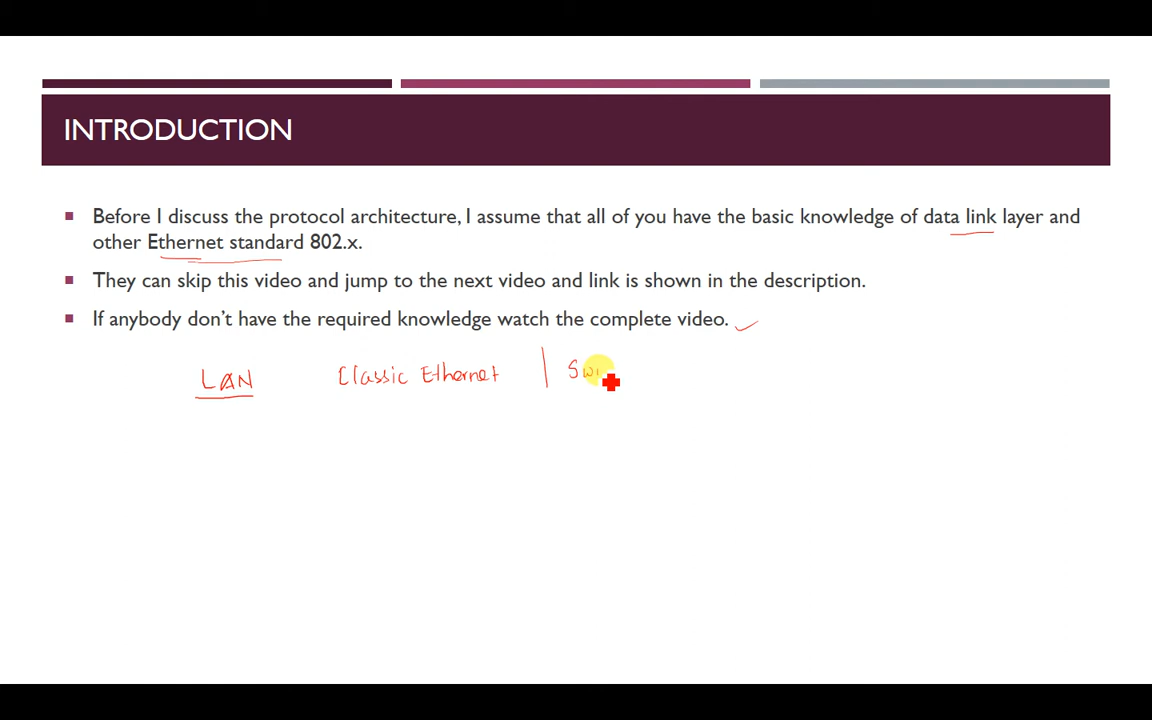 INTRODUCTION
Before I discuss the protocol architecture, I assume that all of you have the basic knowledge of data link layer and
other Ethernet standard 802.x.
They can skip this video and jump to the next video and link is shown in the description.
If anybody don't have the required knowledge watch the complete video.
LAN Classic Ethernet | Swi